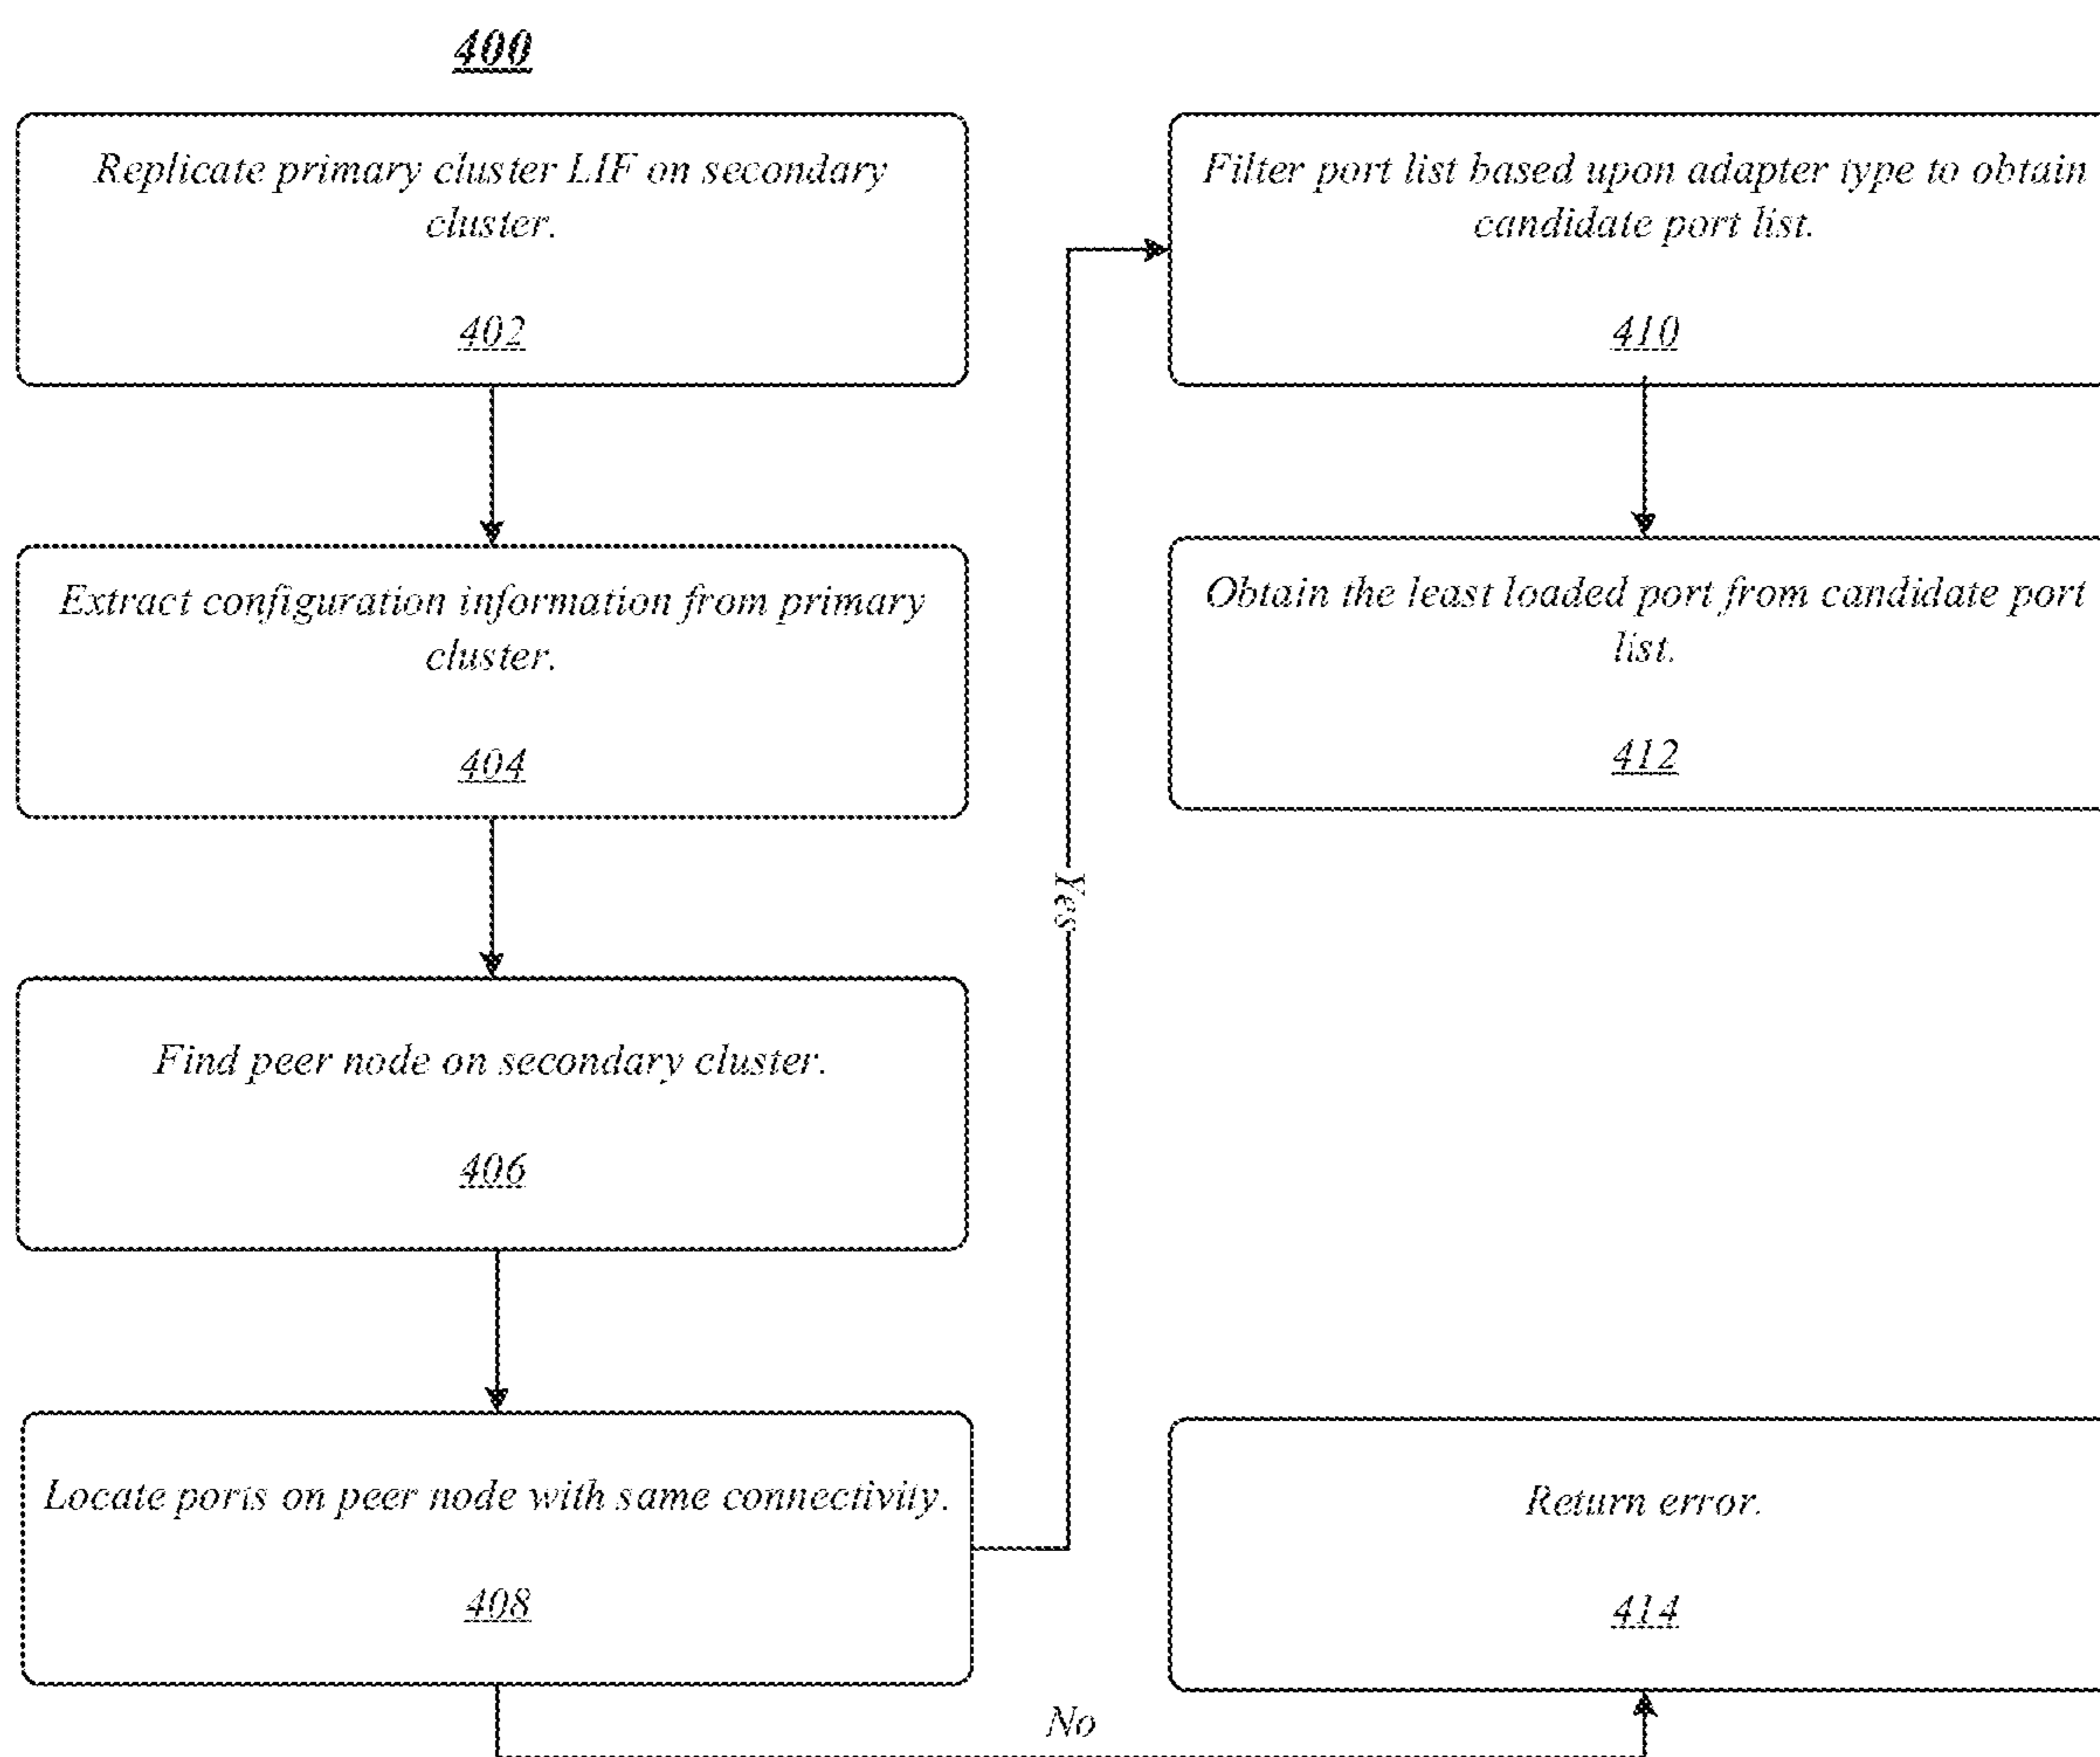 400
Replicate primary cluster LIF on secondary
cluster.
402
Extract configuration information from primary
cluster.
404
Find peer node on secondary cluster.
406
Locate ports on peer node with same connectivity.
408
Yes
No
Filter port list based upon adapter type to obtain
candidate port list.
410
Obtain the least loaded port from candidate port
list.
412
Return error.
414